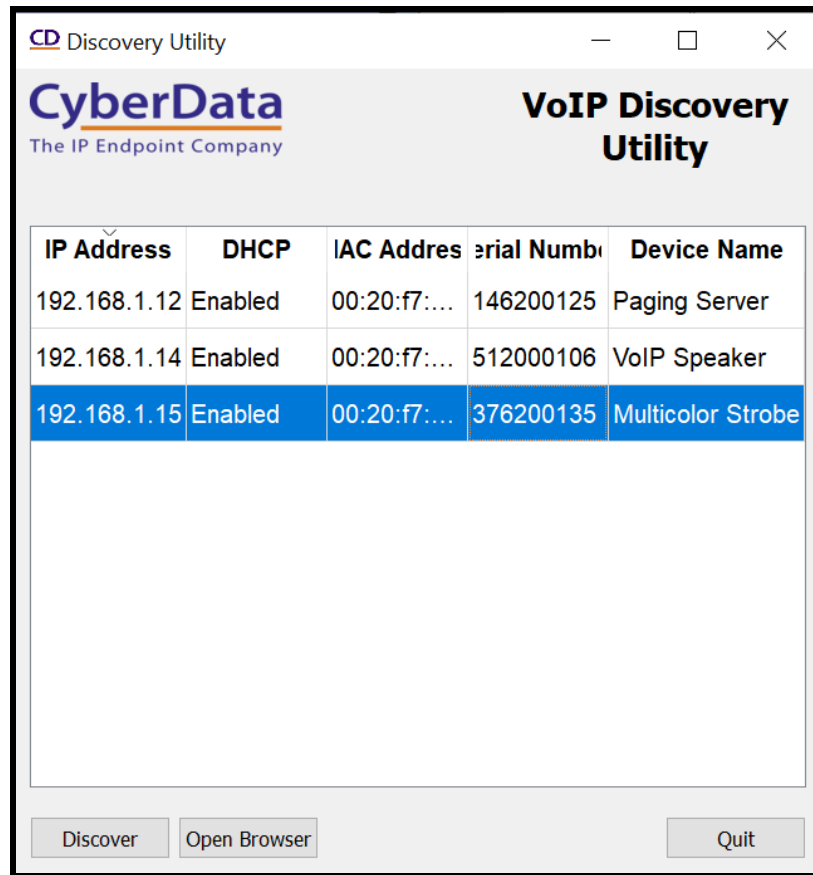 CD Discovery Utility
CyberData
The IP Endpoint Company
VoIP Discovery
Utility
IP Address DHCP IAC Addres erial Numb Device Name
192.168.1.12 Enabled 00:20:f7:... 146200125 Paging Server
192.168.1.14 Enabled 00:20:f7:... 512000106 VoIP Speaker
192.168.1.15 Enabled 00:20:f7:... 376200135 Multicolor Strobe
Discover Open Browser Quit